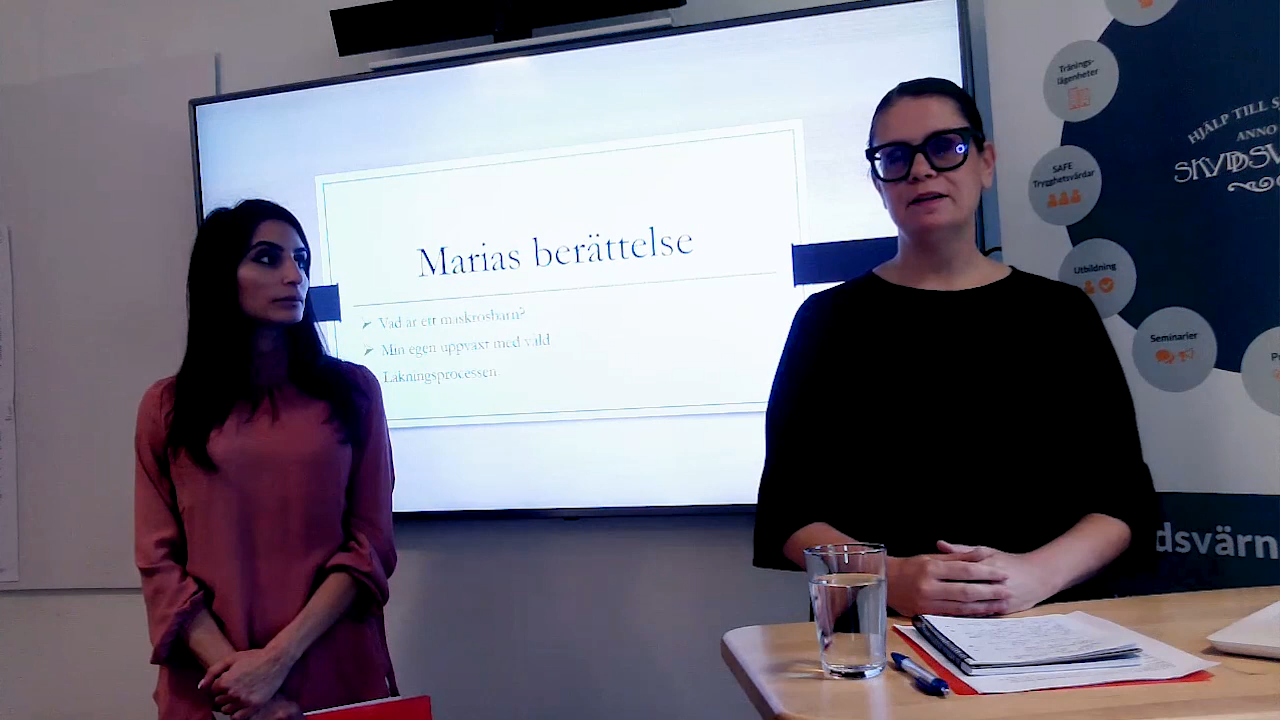 Marias berättelse
Vad är ett maskrosbarn?
Min egen uppväxt med våld
Läkningsprocessen
Tränings-
lägenheter
SAFE
Trygghetsvärdar
Utbildning
Seminarier
HJÄLP TILL
ANNO
dsvärn